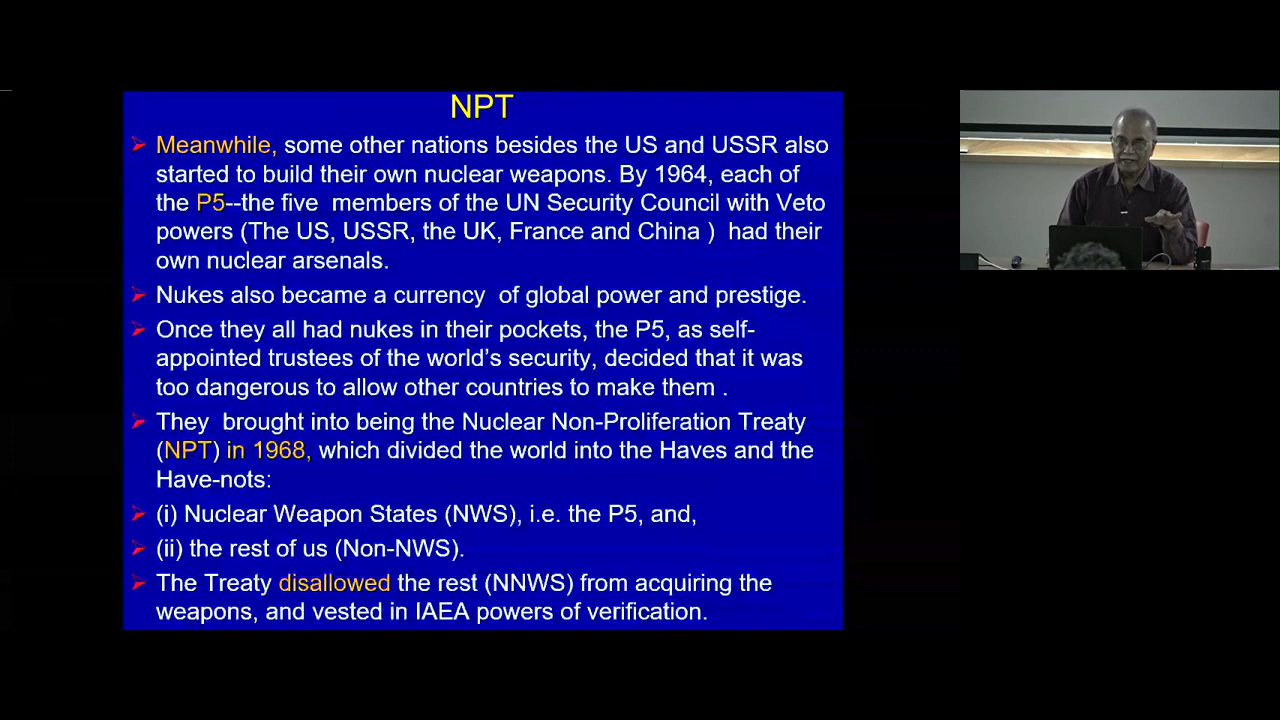 NPT
Meanwhile, some other nations besides the US and USSR also
started to build their own nuclear weapons. By 1964, each of
the P5--the five members of the UN Security Council with Veto
powers (The US, USSR, the UK, France and China ) had their
own nuclear arsenals.
Nukes also became a currency of global power and prestige.
Once they all had nukes in their pockets, the P5, as self-
appointed trustees of the world's security, decided that it was
too dangerous to allow other countries to make them .
They brought into being the Nuclear Non-Proliferation Treaty
(NPT) in 1968, which divided the world into the Haves and the
Have-nots:
(i) Nuclear Weapon States (NWS), i.e. the P5, and,
(ii) the rest of us (Non-NWS).
The Treaty disallowed the rest (NNWS) from acquiring the
weapons, and vested in IAEA powers of verification.